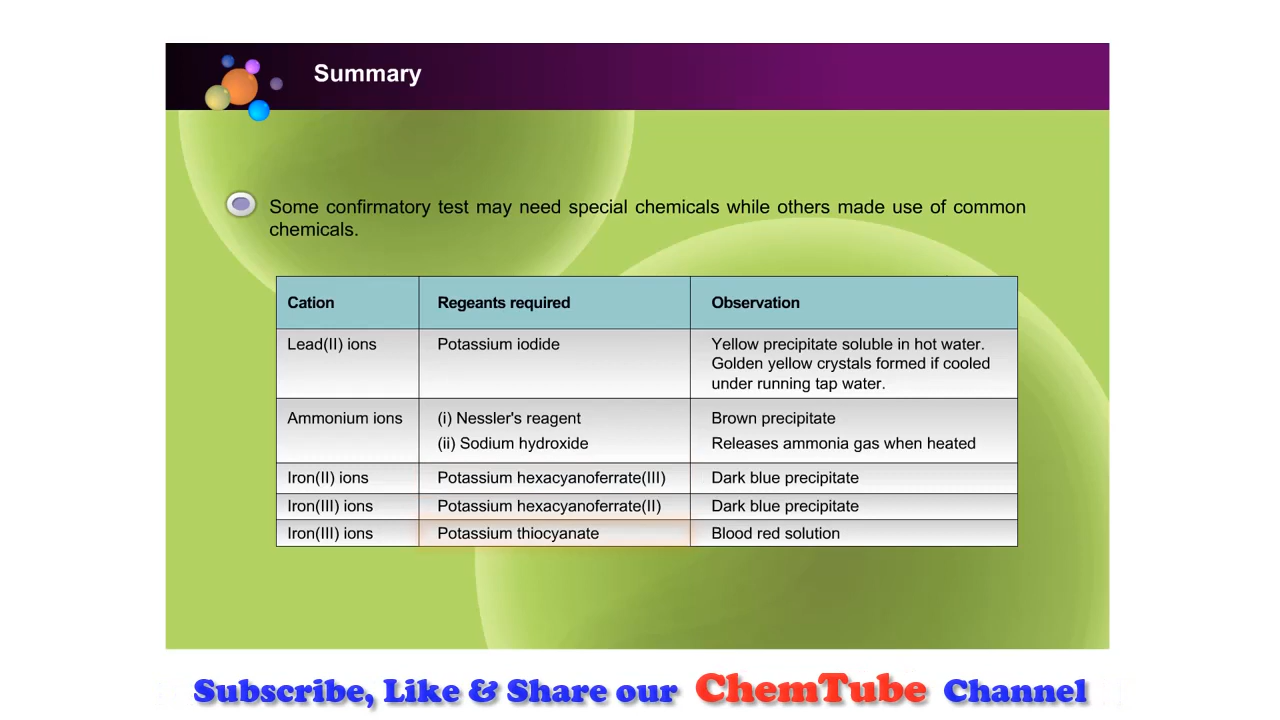 Summary
Some confirmatory test may need special chemicals while others made use of common
chemicals.
Cation Regeants required Observation
Lead(II) ions Potassium iodide Yellow precipitate soluble in hot water.
Golden yellow crystals formed if cooled
under running tap water.
Ammonium ions (i) Nessler's reagent Brown precipitate
(ii) Sodium hydroxide Releases ammonia gas when heated
Iron(II) ions Potassium hexacyanoferrate(III) Dark blue precipitate
Iron(III) ions Potassium hexacyanoferrate(II) Dark blue precipitate
Iron(III) ions Potassium thiocyanate Blood red solution
Subscribe, Like & Share our ChemTube Channel